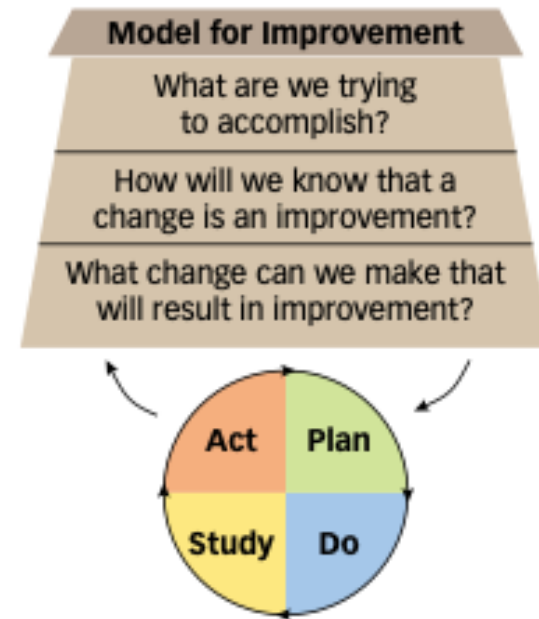 Model for Improvement
What are we trying
to accomplish?
How will we know that a
change is an improvement?
What change can we make that
will result in improvement?
Act
Plan
Study
Do